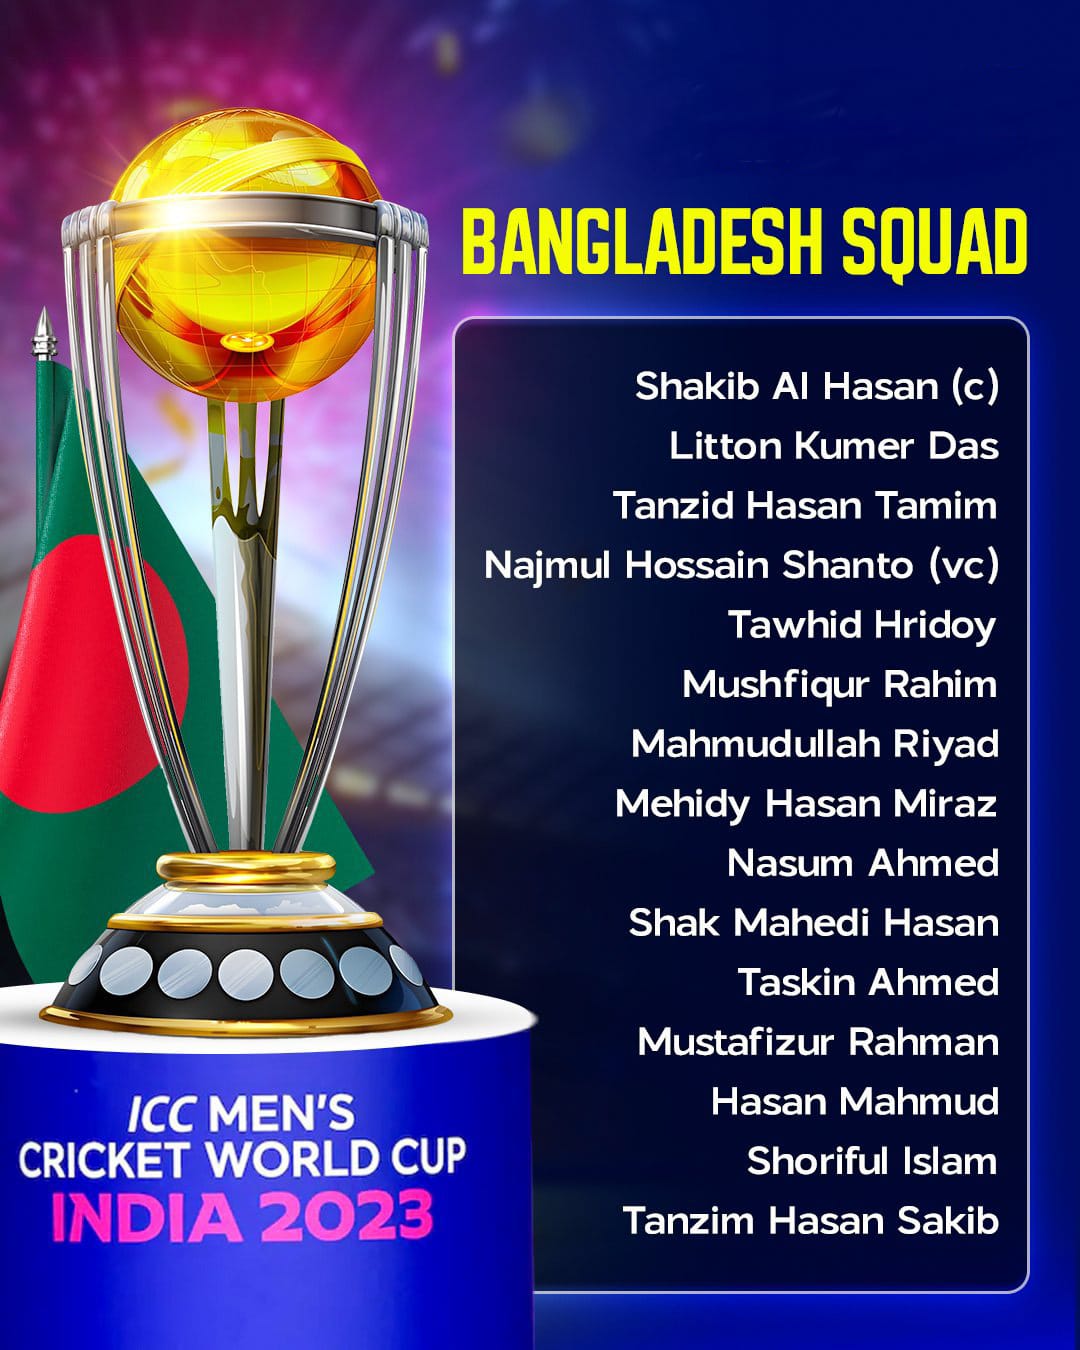 BANGLADESH SQUAD
Shakib Al Hasan (c)
Litton Kumer Das
Tanzid Hasan Tamim
Najmul Hossain Shanto (vc)
Tawhid Hridoy
Mushfiqur Rahim
Mahmudullah Riyad
Mehidy Hasan Miraz
Nasum Ahmed
Shak Mahedi Hasan
Taskin Ahmed
Mustafizur Rahman
Hasan Mahmud
Shoriful Islam
Tanzim Hasan Sakib
ICC MEN'S
CRICKET WORLD CUP
INDIA 2023